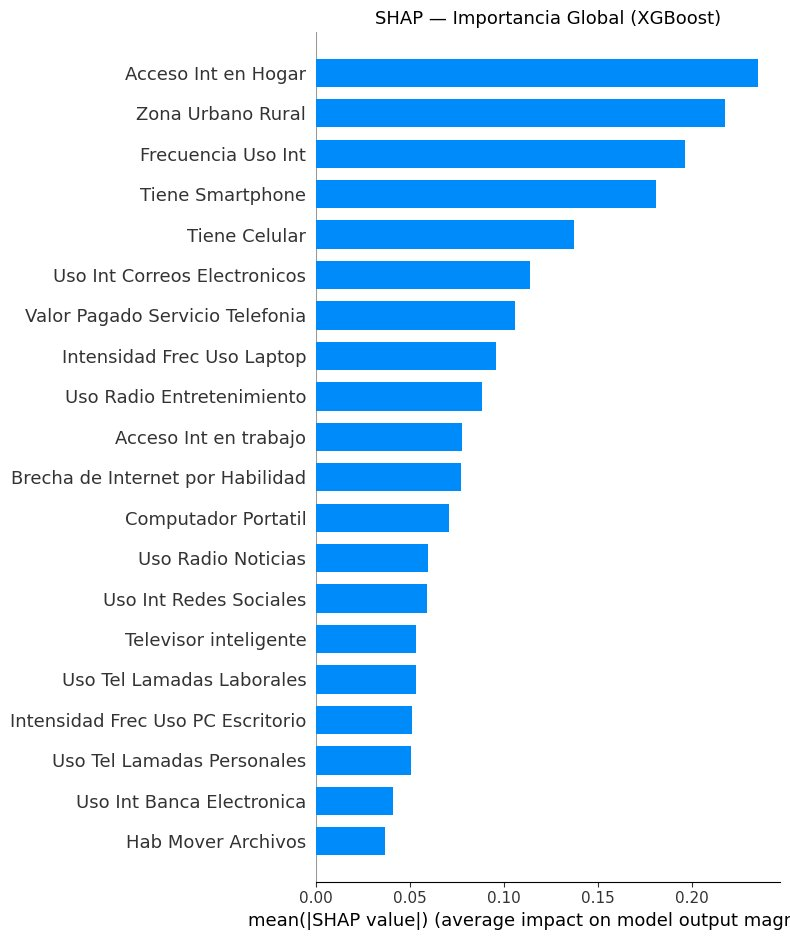 SHAP — Importancia Global (XGBoost)
Acceso Int en Hogar
Zona Urbano Rural
Frecuencia Uso Int
Tiene Smartphone
Tiene Celular
Uso Int Correos Electronicos
Valor Pagado Servicio Telefonia
Intensidad Frec Uso Laptop
Uso Radio Entretenimiento
Acceso Int en trabajo
Brecha de Internet por Habilidad
Computador Portatil
Uso Radio Noticias
Uso Int Redes Sociales
Televisor inteligente
Uso Tel Lamadas Laborales
Intensidad Frec Uso PC Escritorio
Uso Tel Lamadas Personales
Uso Int Banca Electronica
Hab Mover Archivos
0.00 0.05 0.10 0.15 0.20
mean(|SHAP value|) (average impact on model output magr